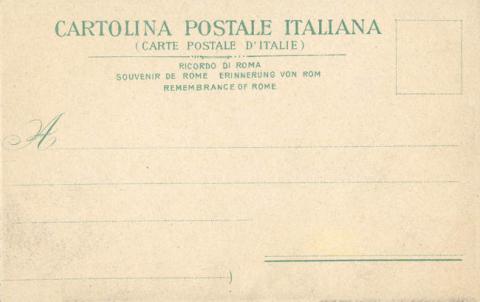 CARTOLINA POSTALE ITALIANA
(CARTE POSTALE D'ITALIE)
RICORDO DI ROMA
SOUVENIR DE ROME ERINNERUNG VON ROM
REMEMBRANCE OF ROME
A
)